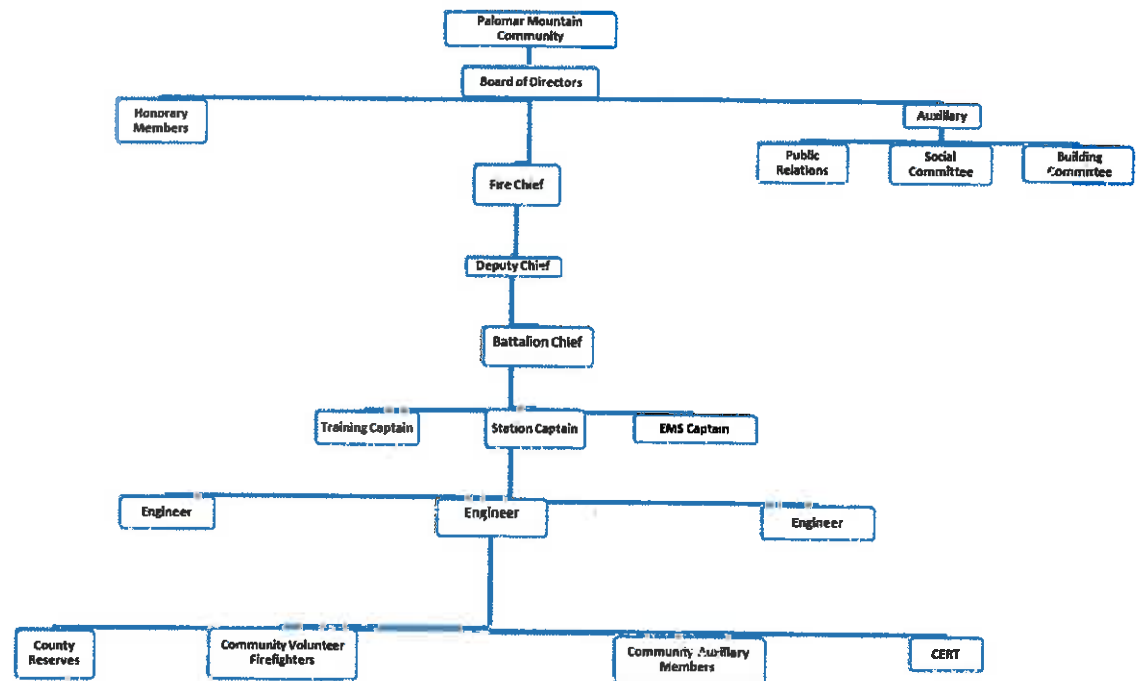 Palomar Mountain
Community
Board of Directors
Honorary
Members
Auxiliary
Public
Relations
Social
Committee
Building
Committee
Fire Chief
Deputy Chief
Battalion Chief
Training Captain
Station Captain
EMS Captain
Engineer
Engineer
Engineer
County
Reserves
Community Volunteer
Firefighters
Community Auxiliary
Members
CERT